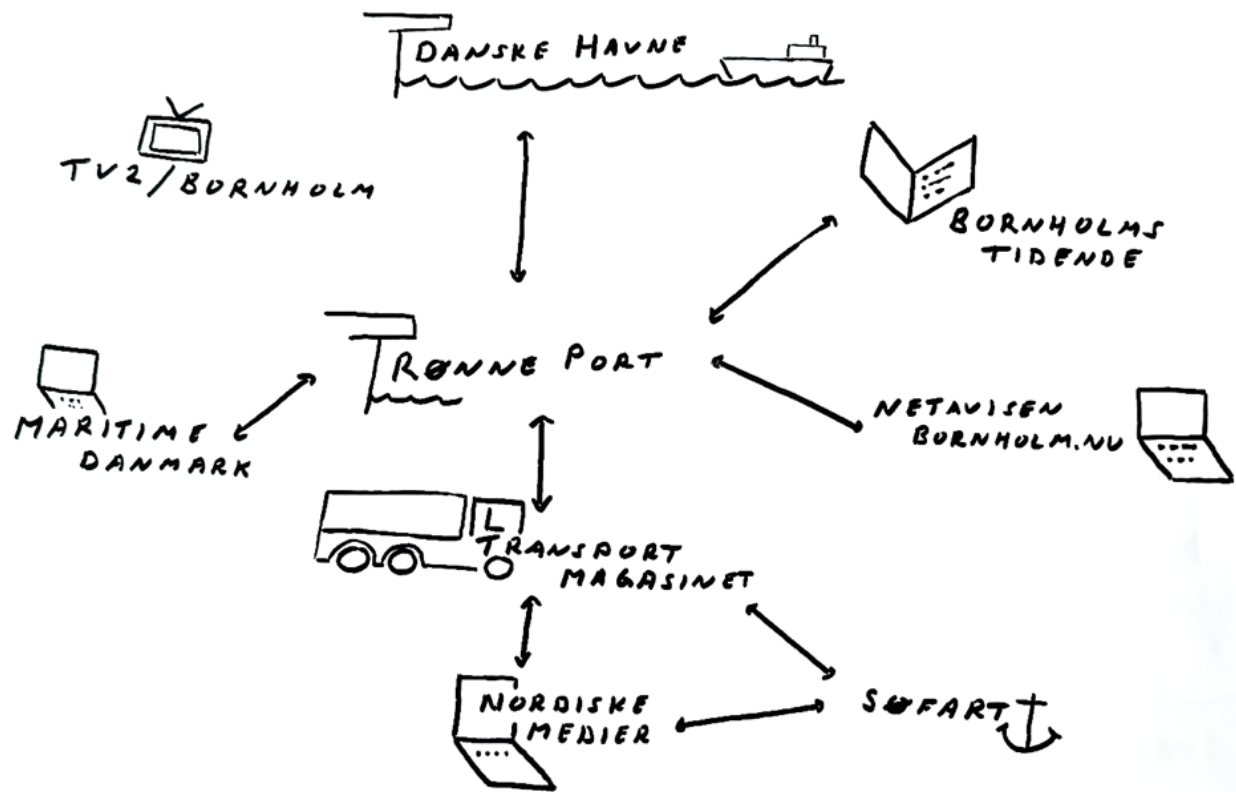 DANSKE HAVNE
TV2/BORNHOLM
BORNHOLMS
TIDENDE
RØNNE PORT
MARITIME
DANMARK
NETAVISEN
BORNHOLM.NU
TRANSPORT
MAGASINET
NORDISKE
MEDIER
SØFART